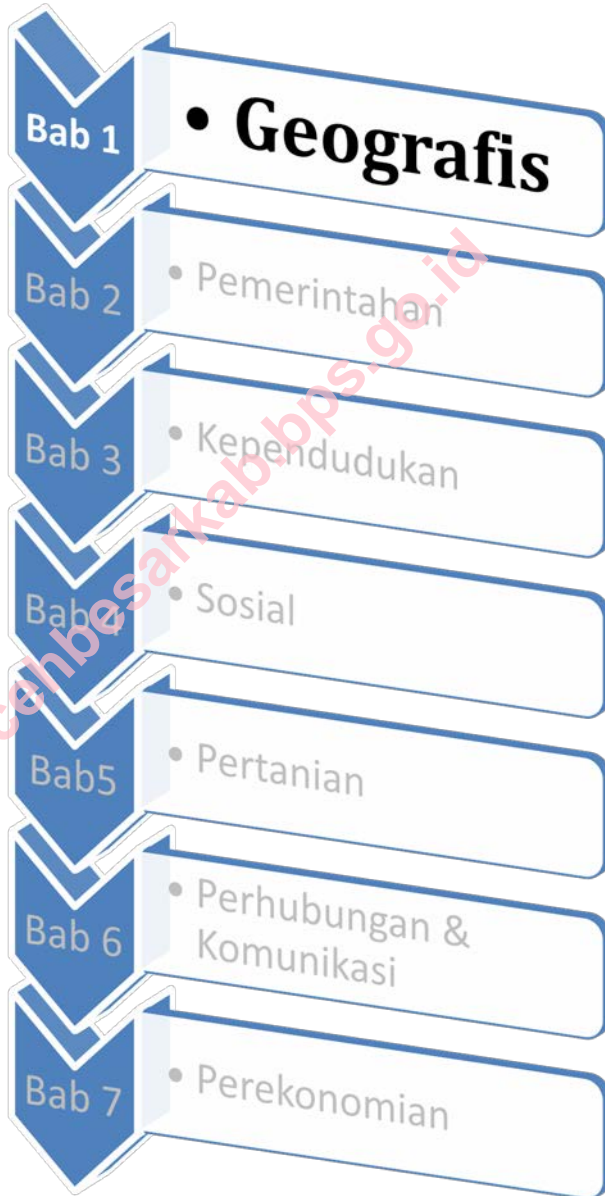 Bab 1
• Geografis
Bab 2
• Pemerintahan
Bab 3
• Kependudukan
Bab 4
• Sosial
Bab5
• Pertanian
Bab 6
• Perhubungan &
Komunikasi
Bab 7
• Perekonomian
cehbesarkab.bps.go.id